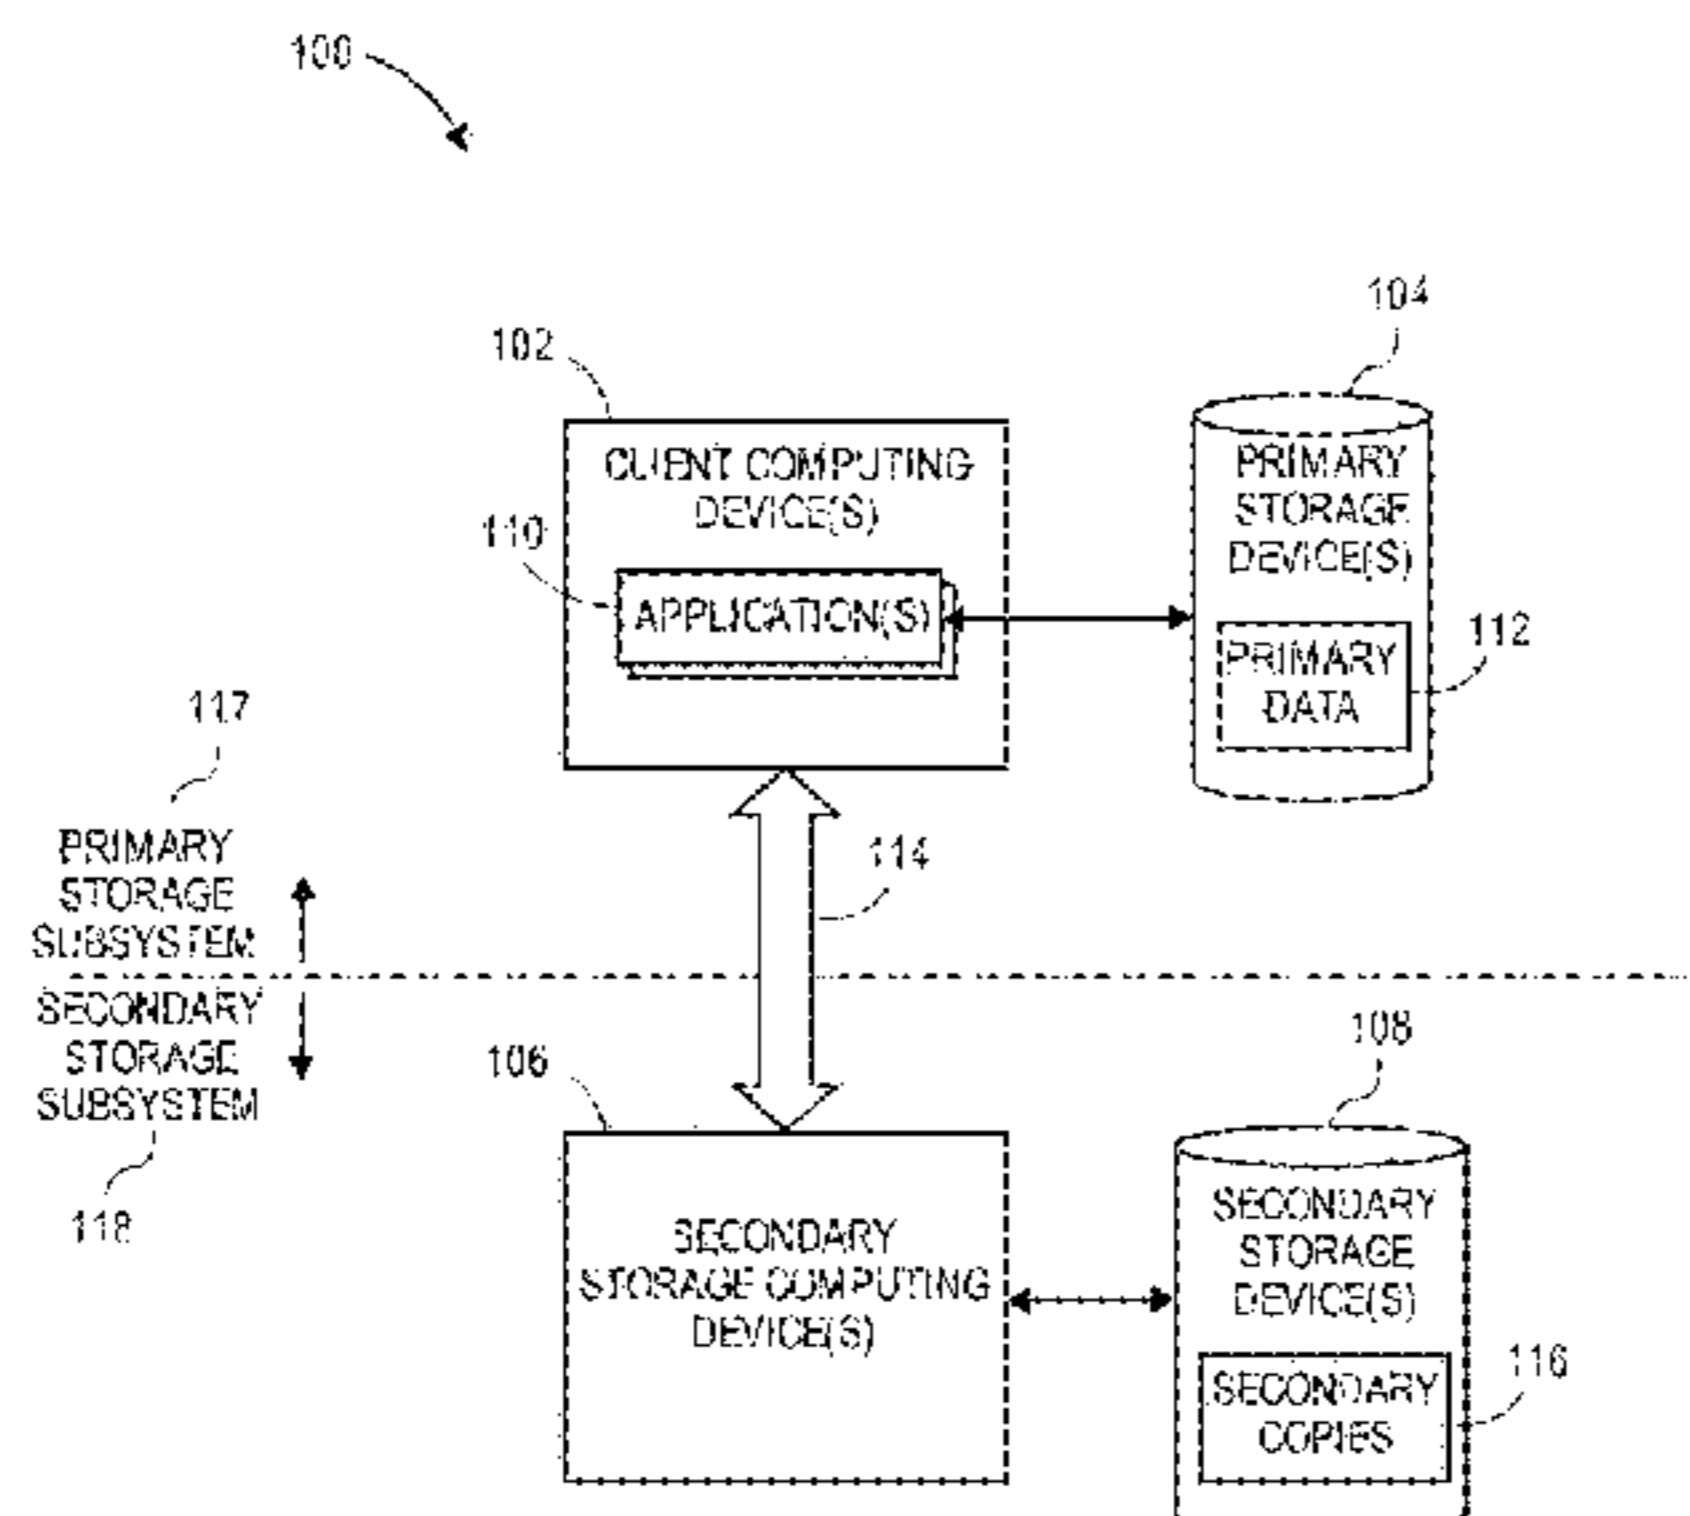 100
104
102
CLIENT COMPUTING
DEVICE(S)
PRIMARY
STORAGE
DEVICE(S)
110
APPLICATION(S)
112
PRIMARY
DATA
117
PRIMARY
STORAGE
SUBSYSTEM
114
SECONDARY
STORAGE
SUBSYSTEM
118
106
108
SECONDARY
STORAGE COMPUTING
DEVICE(S)
SECONDARY
STORAGE
DEVICE(S)
116
SECONDARY
COPIES